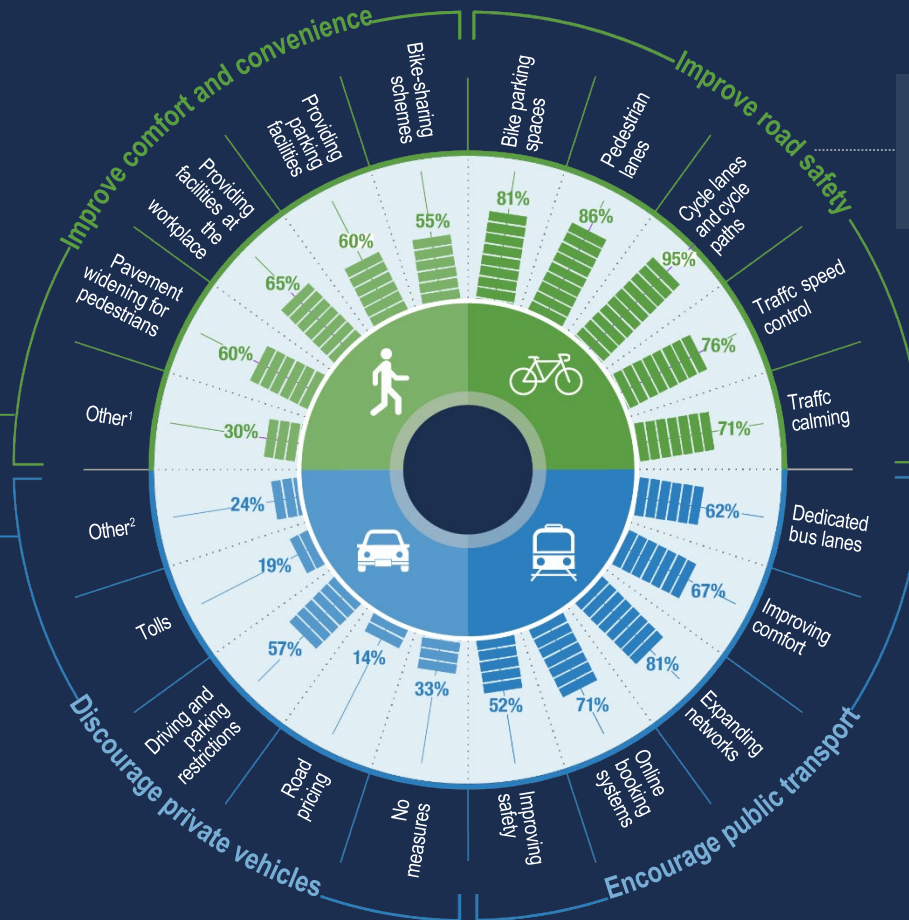 Improve comfort and convenience
Improve road safety
Bike-sharing
schemes
55%
Providing
parking
facilities
60%
Providing
facilities at
the
workplace
65%
Pavement
widening for
pedestrians
60%
Other¹
30%
Bike parking
spaces
81%
Pedestrian
lanes
86%
Cycle lanes
and cycle
paths
95%
Traffc speed
control
76%
Traffc
calming
71%
Dedicated
bus lanes
62%
Improving
comfort
67%
Expanding
networks
81%
Online
booking
systems
71%
Improving
safety
52%
Encourage public transport
Other²
24%
Tolls
19%
Driving and
parking
restrictions
57%
Road
pricing
14%
No
measures
33%
Discourage private vehicles